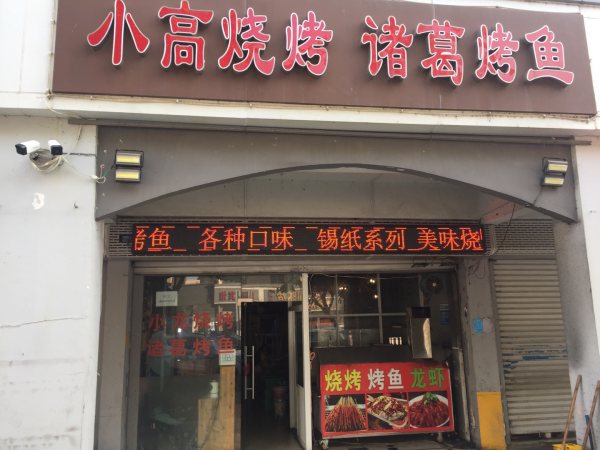 小高烧烤 诸葛烤鱼
烤鱼_ 各种口味_ 锡纸系列_美味烧
小高烧烤
诸葛烤鱼
烧烤 烤鱼 龙虾